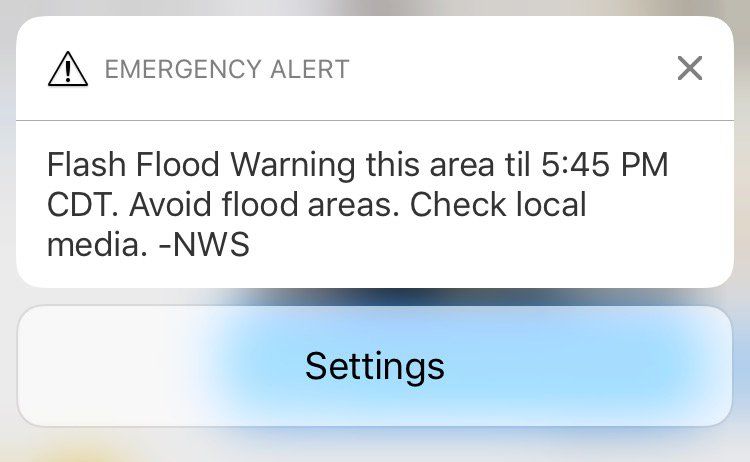 EMERGENCY ALERT
Flash Flood Warning this area til 5:45 PM
CDT. Avoid flood areas. Check local
media. -NWS
Settings